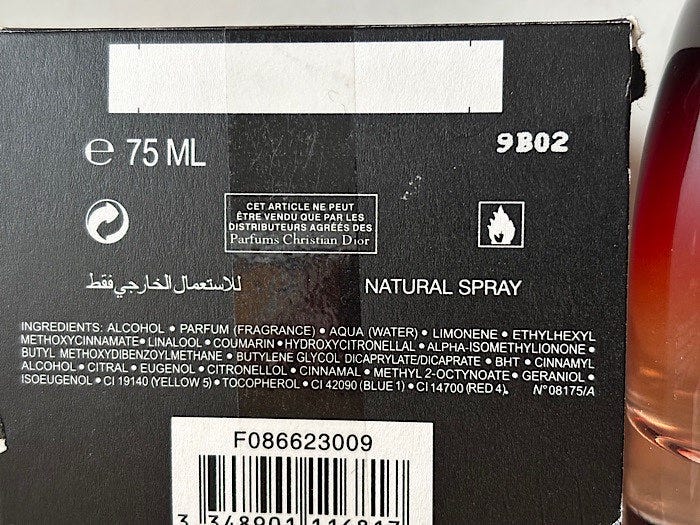 ℮ 75 ML
9B02
CET ARTICLE NE PEUT
ÊTRE VENDU QUE PAR LES
DISTRIBUTEURS AGRÉÉS DES
Parfums Christian Dior
للاستعمال الخارجي فقط
NATURAL SPRAY
INGREDIENTS: ALCOHOL • PARFUM (FRAGRANCE) • AQUA (WATER) • LIMONENE • ETHYLHEXYL
METHOXYCINNAMATE • LINALOOL • COUMARIN • HYDROXYCITRONELLAL • ALPHA-ISOMETHYLIONONE •
BUTYL METHOXYDIBENZOYLMETHANE • BUTYLENE GLYCOL DICAPRYLATE/DICAPRATE • BHT • CINNAMYL
ALCOHOL • CITRAL • EUGENOL • CITRONELLOL • CINNAMAL • METHYL 2-OCTYNOATE • GERANIOL •
ISOEUGENOL • CI 19140 (YELLOW 5) • TOCOPHEROL • CI 42090 (BLUE 1) • CI 14700 (RED 4). N° 08175/A
F086623009
3 348901 114817